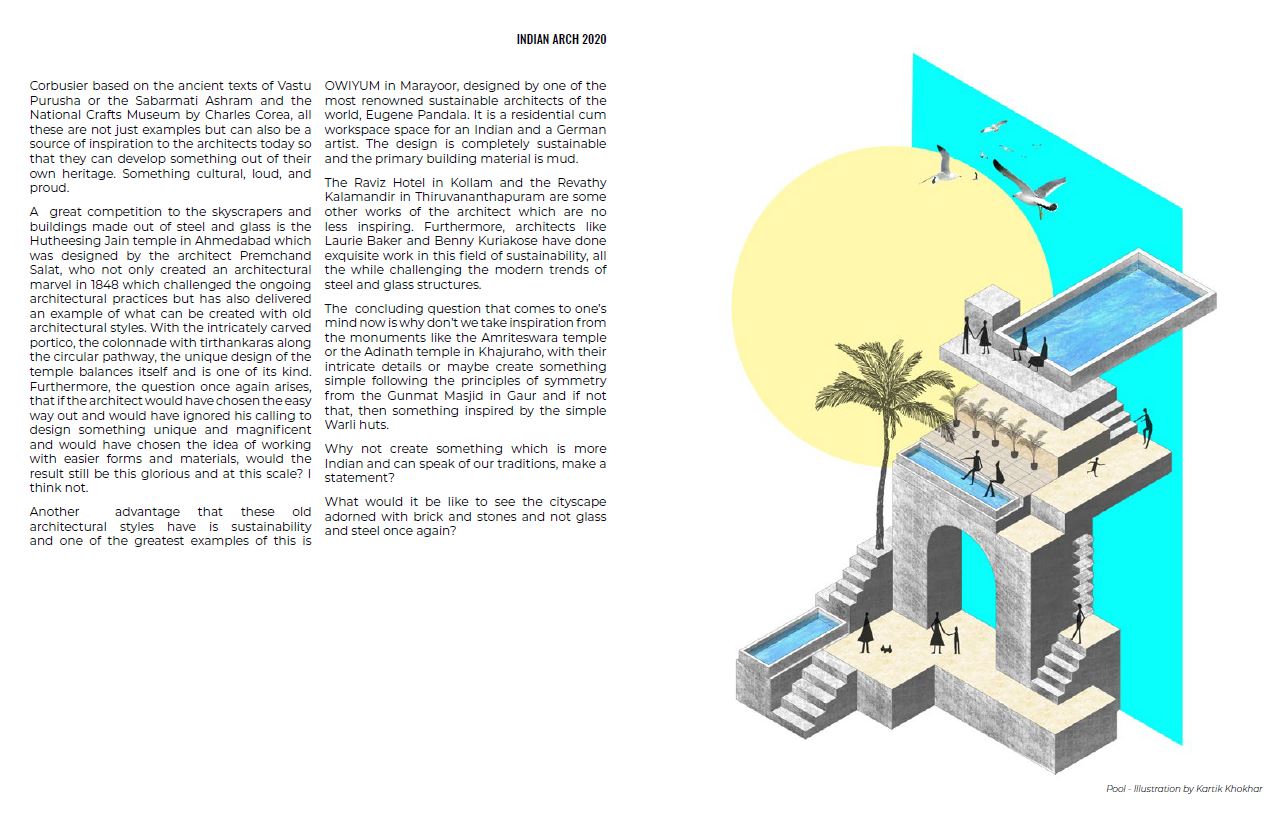 INDIAN ARCH 2020
Corbusier based on the ancient texts of Vastu
Purusha or the Sabarmati Ashram and the
National Crafts Museum by Charles Corea, all
these are not just examples but can also be a
source of inspiration to the architects today so
that they can develop something out of their
own heritage. Something cultural, loud, and
proud.
A great competition to the skyscrapers and
buildings made out of steel and glass is the
Hutheesing Jain temple in Ahmedabad which
was designed by the architect Premchand
Salat, who not only created an architectural
marvel in 1848 which challenged the ongoing
architectural practices but has also delivered
an example of what can be created with old
architectural styles. With the intricately carved
portico, the colonnade with tirthankaras along
the circular pathway, the unique design of the
temple balances itself and is one of its kind.
Furthermore, the question once again arises,
that if the architect would have chosen the easy
way out and would have ignored his calling to
design something unique and magnificent
and would have chosen the idea of working
with easier forms and materials, would the
result still be this glorious and at this scale? I
think not.
Another advantage that these old
architectural styles have is sustainability
and one of the greatest examples of this is
OWIYUM in Marayoor, designed by one of the
most renowned sustainable architects of the
world, Eugene Pandala. It is a residential cum
workspace space for an Indian and a German
artist. The design is completely sustainable
and the primary building material is mud.
The Raviz Hotel in Kollam and the Revathy
Kalamandir in Thiruvananthapuram are some
other works of the architect which are no
less inspiring. Furthermore, architects like
Laurie Baker and Benny Kuriakose have done
exquisite work in this field of sustainability, all
the while challenging the modern trends of
steel and glass structures.
The concluding question that comes to one's
mind now is why don't we take inspiration from
the monuments like the Amriteswara temple
or the Adinath temple in Khajuraho, with their
intricate details or maybe create something
simple following the principles of symmetry
from the Gunmat Masjid in Gaur and if not
that, then something inspired by the simple
Warli huts.
Why not create something which is more
Indian and can speak of our traditions, make a
statement?
What would it be like to see the cityscape
adorned with brick and stones and not glass
and steel once again?
Pool - Illustration by Kartik Khokhar